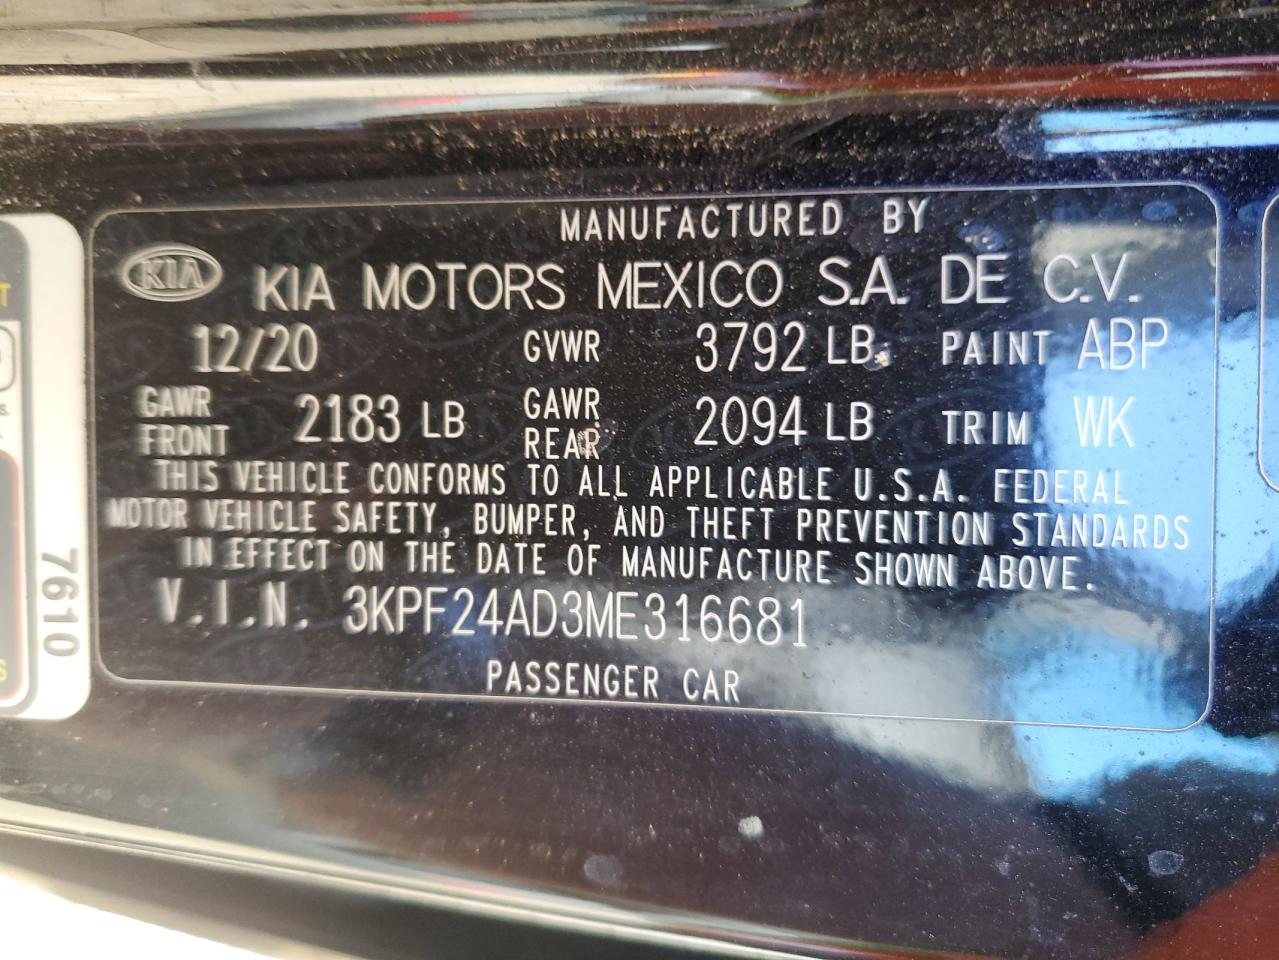 MANUFACTURED BY
KIA KIA MOTORS MEXICO S.A. DE C.V.
12/20 GVWR 3792 LB. PAINT ABP
GAWR FRONT 2183 LB GAWR REAR 2094 LB TRIM WK
THIS VEHICLE CONFORMS TO ALL APPLICABLE U.S.A. FEDERAL
MOTOR VEHICLE SAFETY, BUMPER, AND THEFT PREVENTION STANDARDS
IN EFFECT ON THE DATE OF MANUFACTURE SHOWN ABOVE.
V.I.N. 3KPF24AD3ME316681
PASSENGER CAR
7610